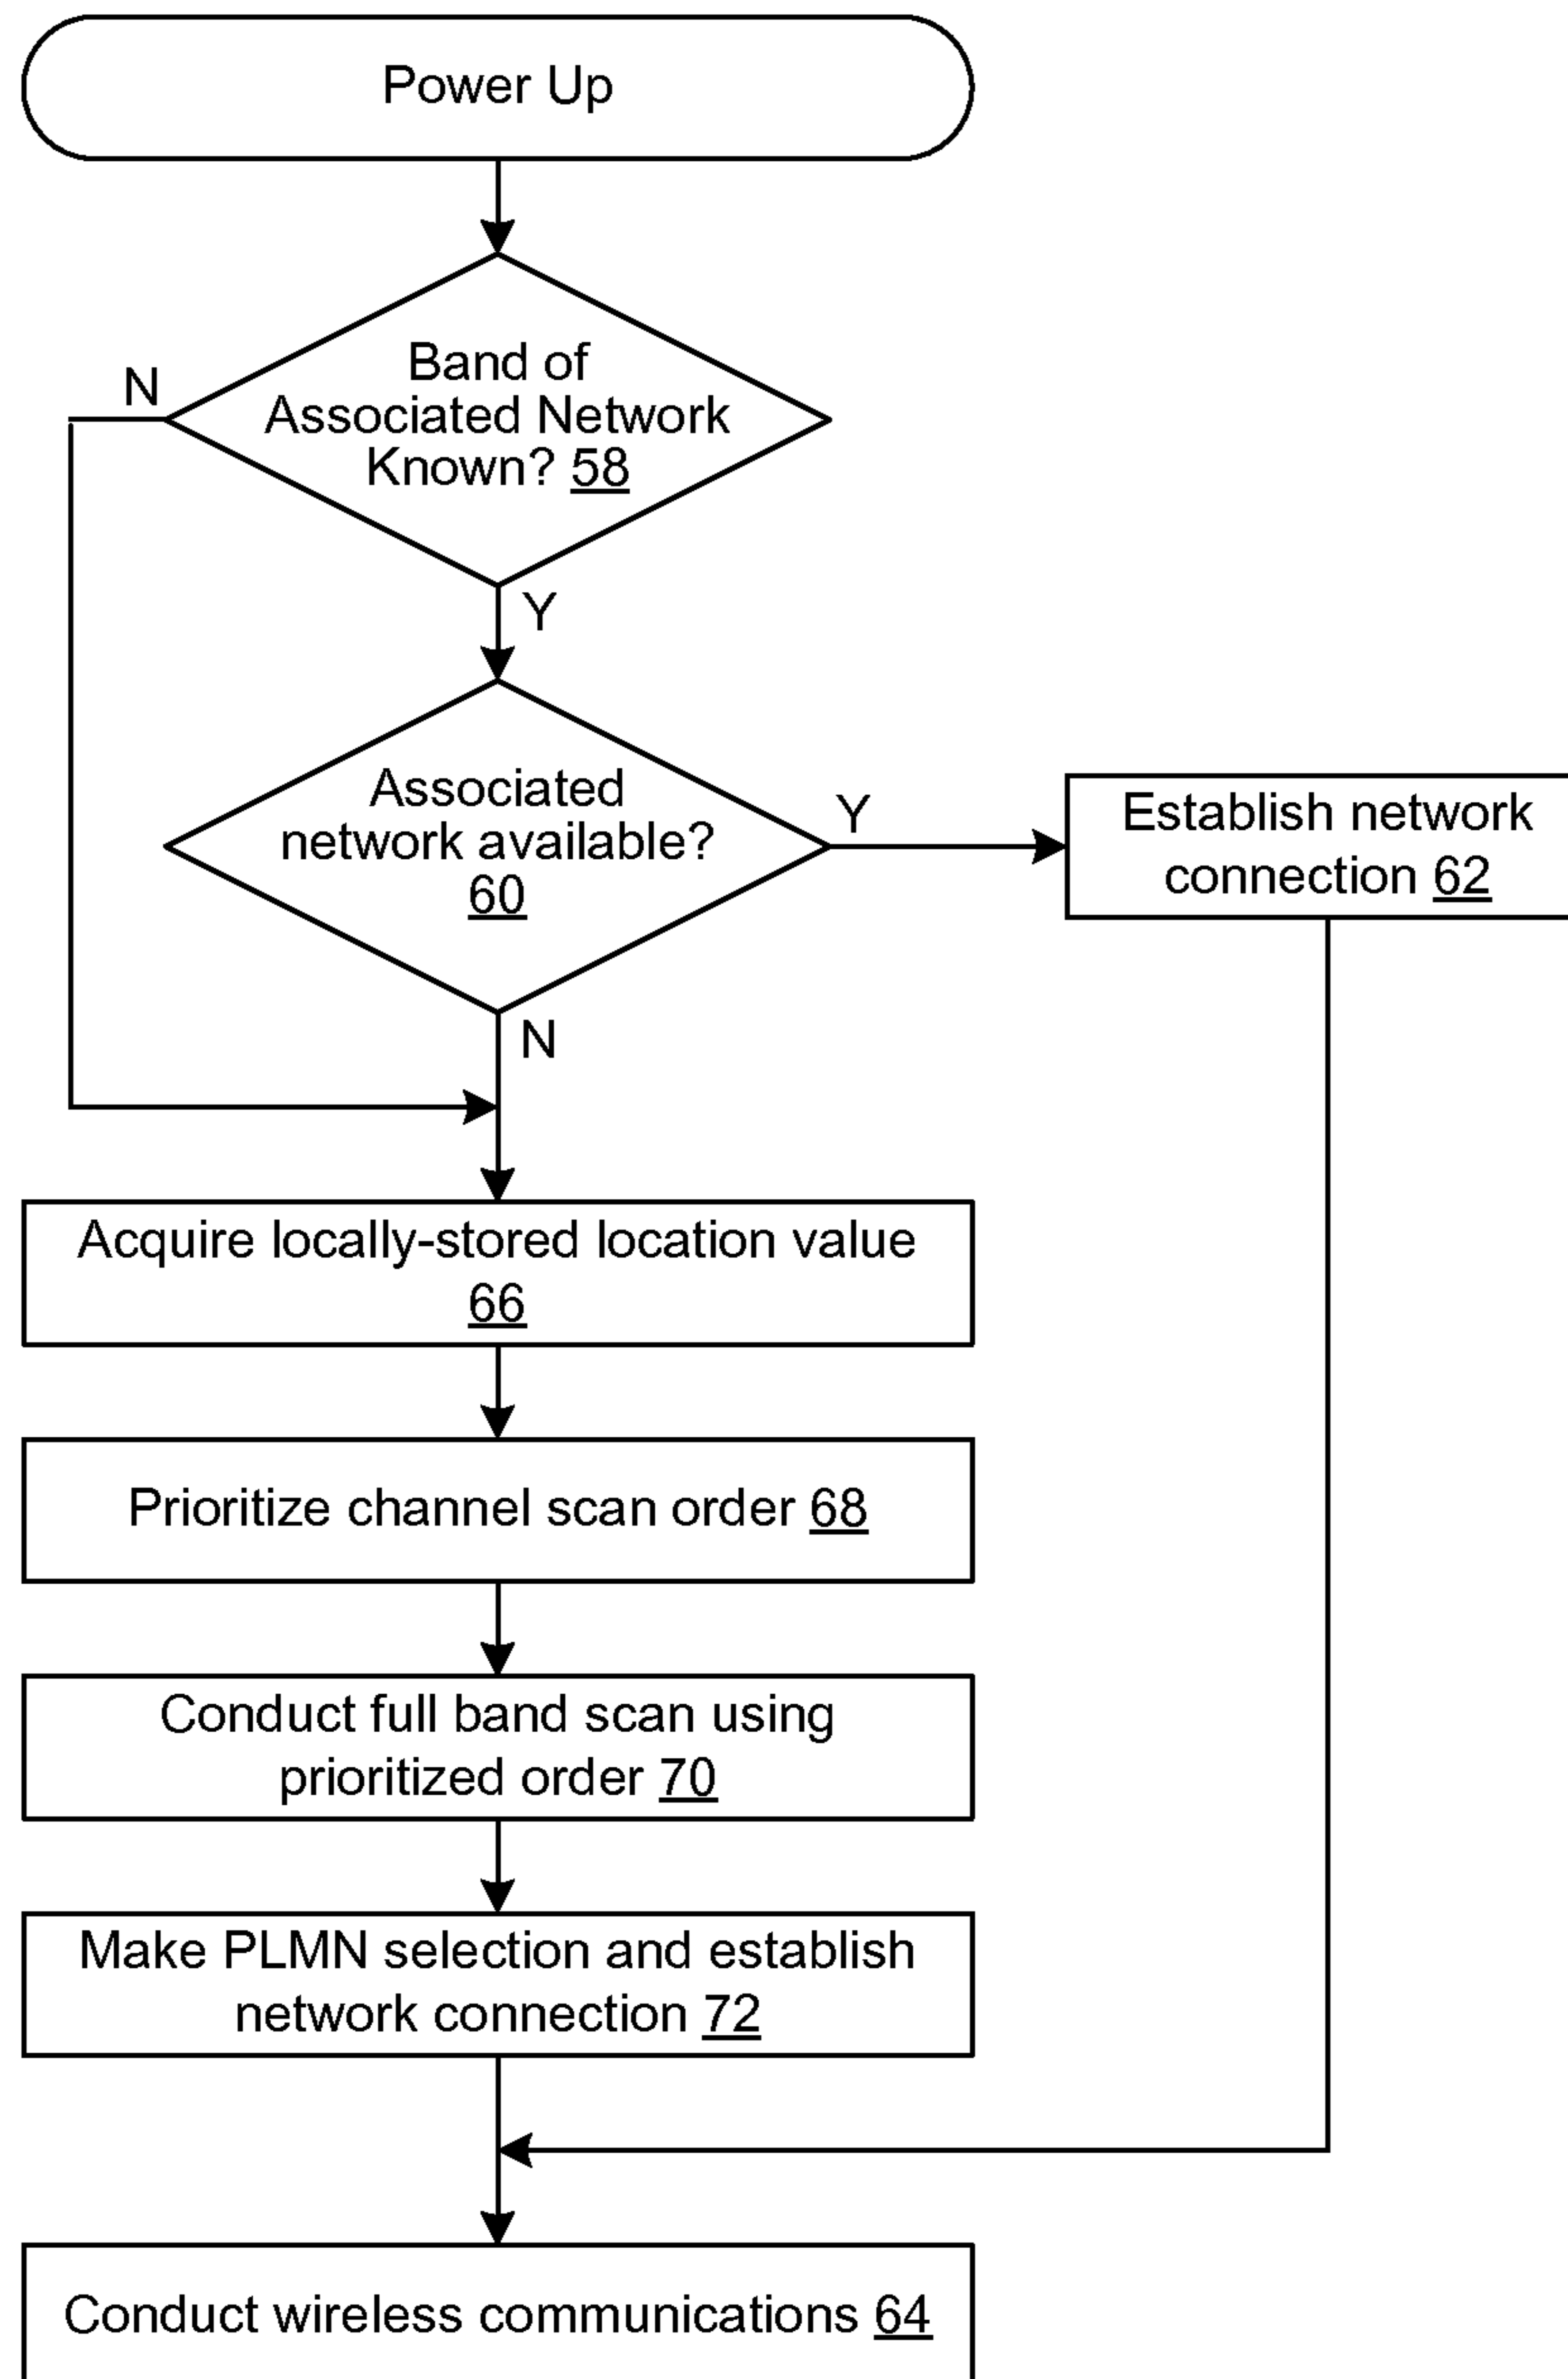 Power Up
N
Band of
Associated Network
Known? 58
Y
Associated
network available?
60
Y
Establish network
connection 62
N
Acquire locally-stored location value
66
Prioritize channel scan order 68
Conduct full band scan using
prioritized order 70
Make PLMN selection and establish
network connection 72
Conduct wireless communications 64